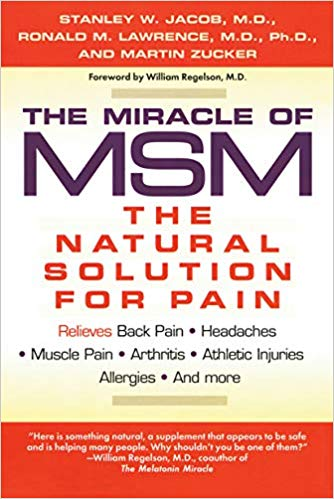 STANLEY W. JACOB, M.D.,
RONALD M. LAWRENCE, M.D., Ph.D.,
AND MARTIN ZUCKER
Foreword by William Regelson, M.D.
THE MIRACLE OF
MSM
THE
NATURAL
SOLUTION
FOR PAIN
Relieves Back Pain • Headaches
• Muscle Pain • Arthritis • Athletic Injuries
Allergies • And more
"Here is something natural, a supplement that appears to be safe
and is helping many people. Why shouldn't you be one of them?"
—William Regelson, M.D., coauthor of
The Melatonin Miracle